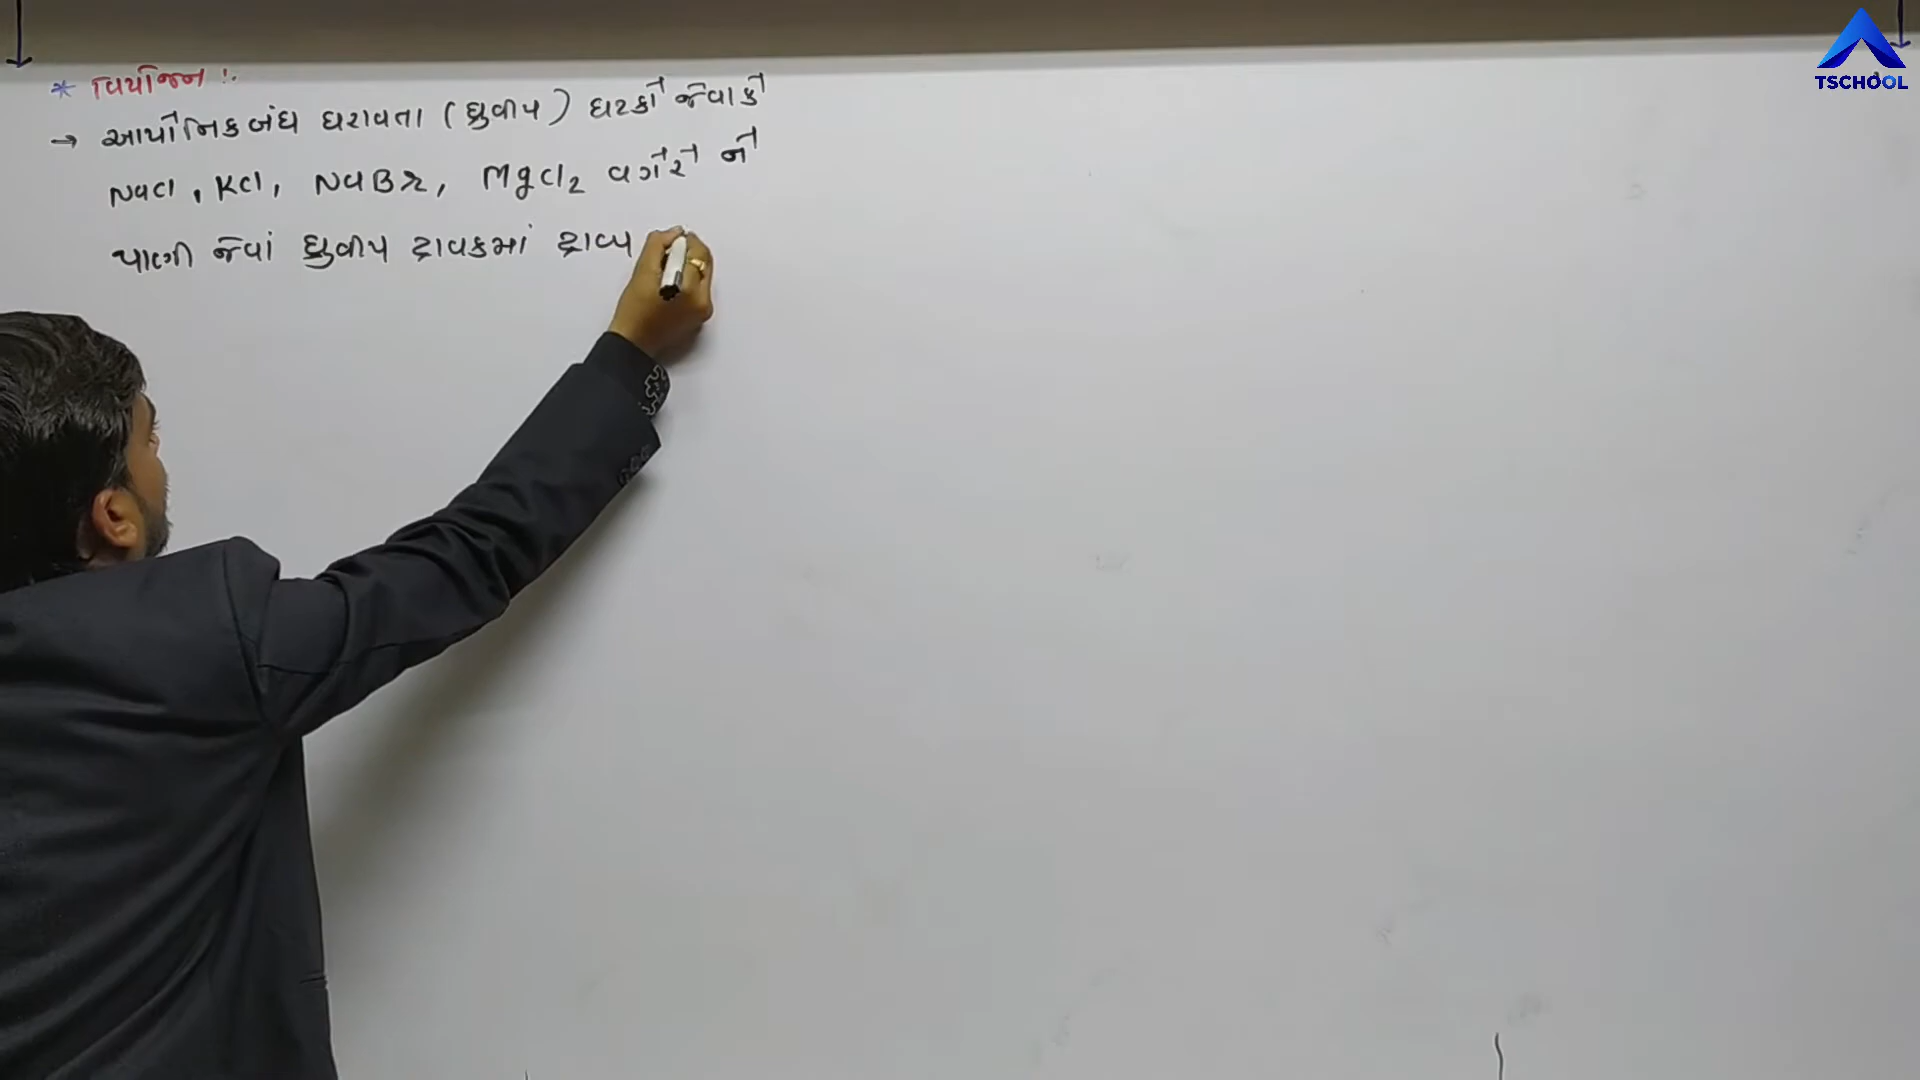 * વિયોજન :-
→ આયોનિક બંધ ધરાવતા (ધ્રુવીય) ઘટકો જેવા કે
NaCl, KCl, NaBr, MgCl2 વગેરે ને
પાણી જેવાં ધ્રુવીય દ્રાવકમાં દ્રાવ્ય
TSCHOOL